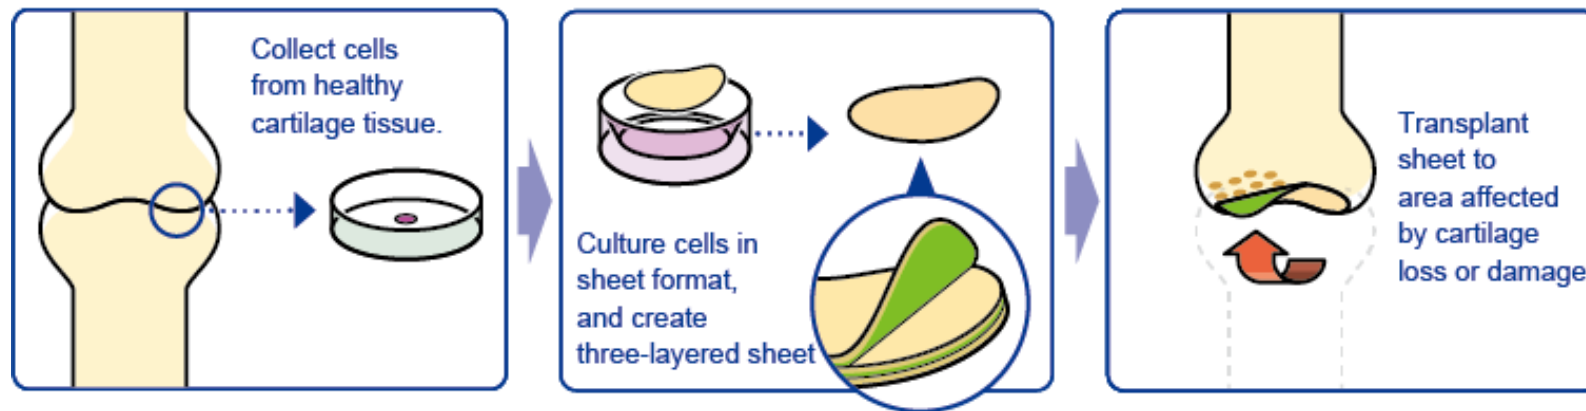 Collect cells
from healthy
cartilage tissue.
Culture cells in
sheet format,
and create
three-layered sheet
Transplant
sheet to
area affected
by cartilage
loss or damage